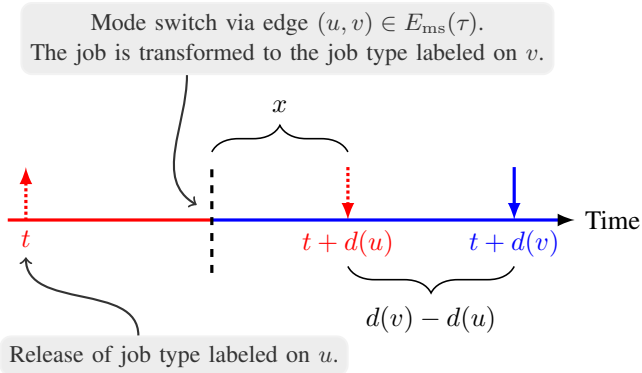 Mode switch via edge (u, v) ∈ E_ms(τ).
The job is transformed to the job type labeled on v.
x
Time
t
t + d(u)
t + d(v)
d(v) − d(u)
Release of job type labeled on u.